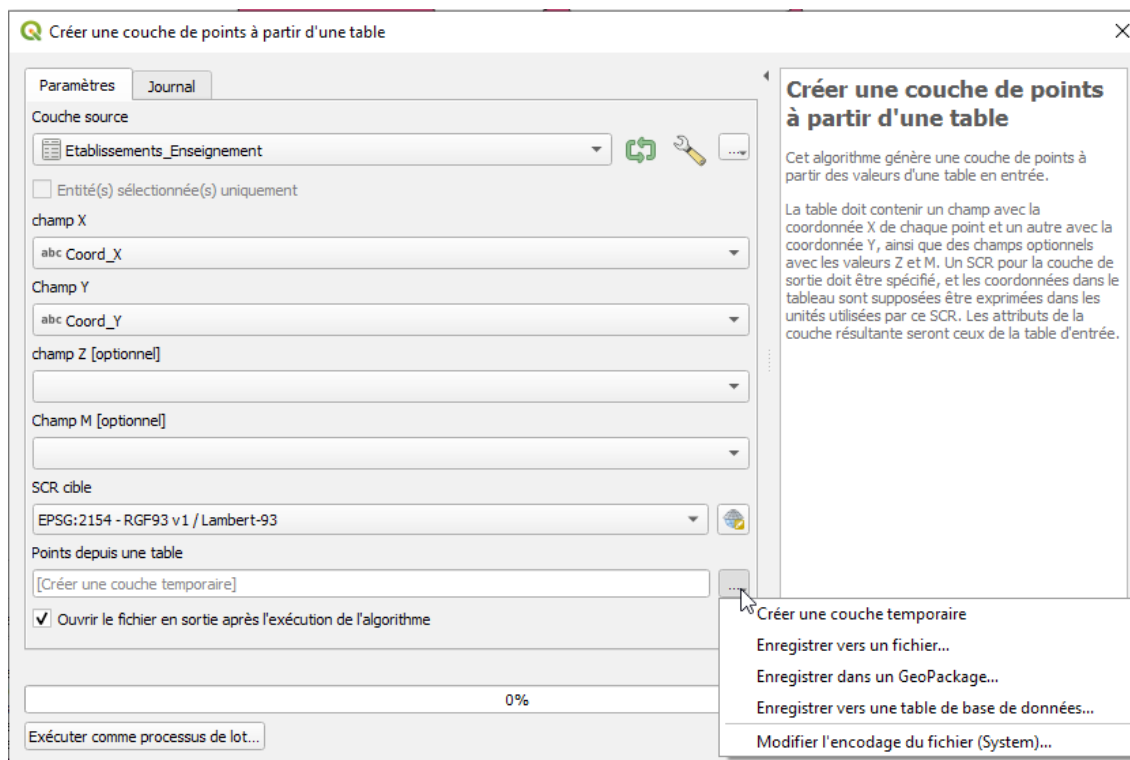 Créer une couche de points à partir d'une table
Paramètres
Journal
Couche source
Etablissements_Enseignement
...
Entité(s) sélectionnée(s) uniquement
champ X
abc Coord_X
Champ Y
abc Coord_Y
champ Z [optionnel]
Champ M [optionnel]
SCR cible
EPSG:2154 - RGF93 v1 / Lambert-93
Points depuis une table
[Créer une couche temporaire]
...
Ouvrir le fichier en sortie après l'exécution de l'algorithme
0%
Exécuter comme processus de lot...
Créer une couche de points
à partir d'une table
Cet algorithme génère une couche de points à
partir des valeurs d'une table en entrée.
La table doit contenir un champ avec la
coordonnée X de chaque point et un autre avec la
coordonnée Y, ainsi que des champs optionnels
avec les valeurs Z et M. Un SCR pour la couche de
sortie doit être spécifié, et les coordonnées dans le
tableau sont supposées être exprimées dans les
unités utilisées par ce SCR. Les attributs de la
couche résultante seront ceux de la table d'entrée.
Créer une couche temporaire
Enregistrer vers un fichier...
Enregistrer dans un GeoPackage...
Enregistrer vers une table de base de données...
Modifier l'encodage du fichier (System)...